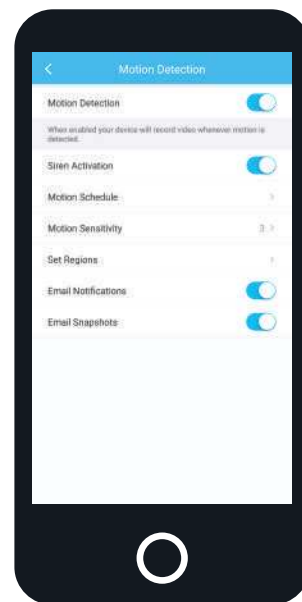 Motion Detection
Motion Detection
When enabled your device will record video whenever motion is
detected.
Siren Activation
Motion Schedule
Motion Sensitivity 3
Set Regions
Email Notifications
Email Snapshots